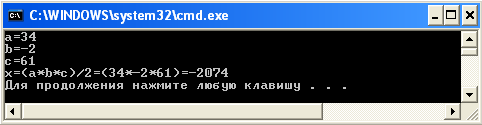 C:\WINDOWS\system32\cmd.exe
a=34
b=-2
c=61
x=(a*b*c)/2=(34*-2*61)=-2074
Для продолжения нажмите любую клавишу . . .